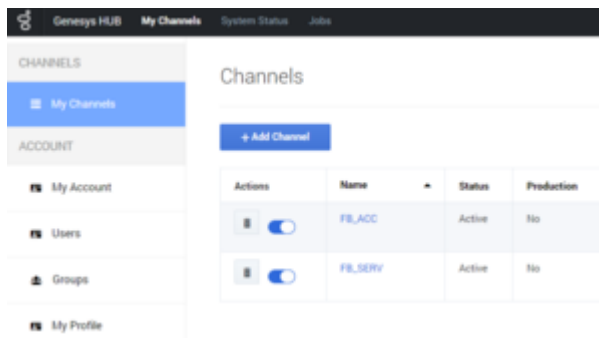 Genesys HUB My Channels System Status Jobs
CHANNELS
My Channels
ACCOUNT
My Account
Users
Groups
My Profile
Channels
+ Add Channel
Actions Name Status Production
FB_ACC Active No
FB_SERV Active No